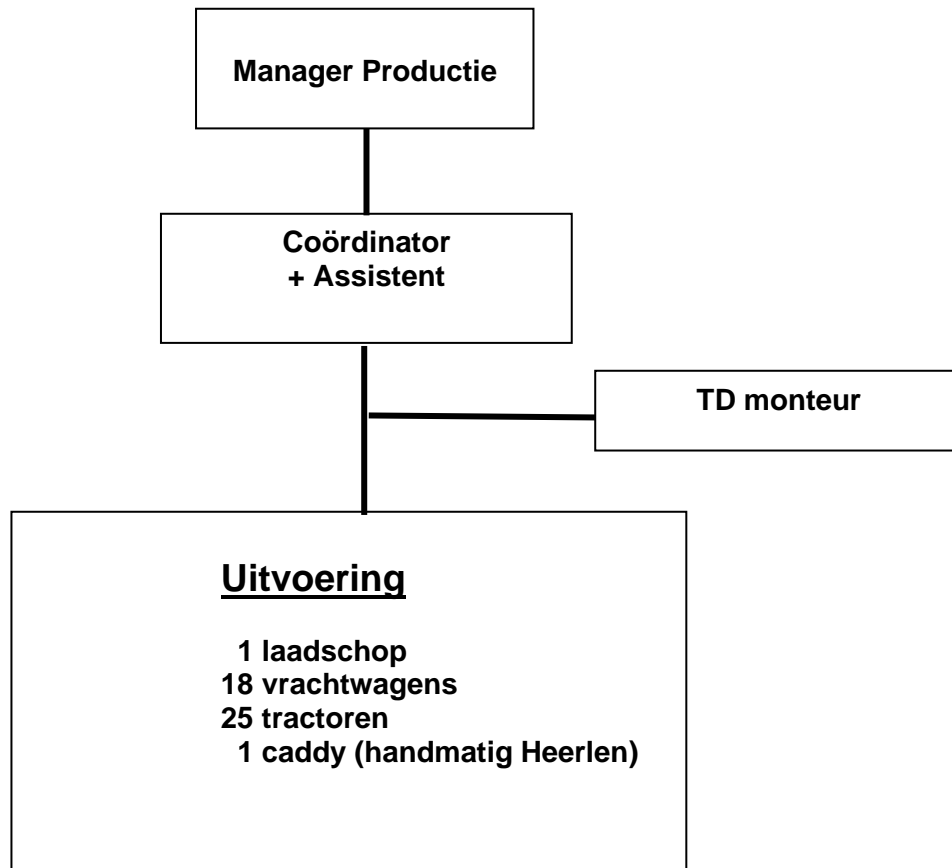 Manager Productie
Coördinator
+ Assistent
TD monteur
Uitvoering
1 laadschop
18 vrachtwagens
25 tractoren
1 caddy (handmatig Heerlen)